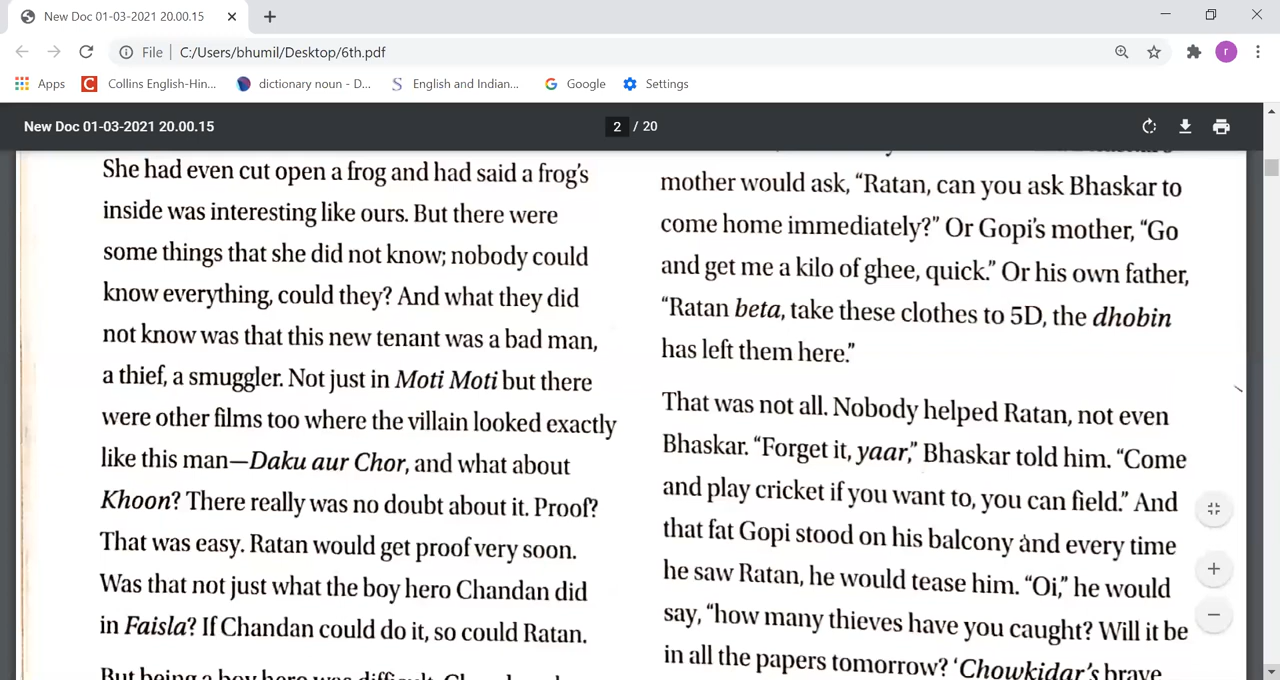 New Doc 01-03-2021 20.00.15
File
C:/Users/bhumil/Desktop/6th.pdf
r
Apps
Collins English-Hin...
dictionary noun - D...
English and Indian...
Google
Settings
New Doc 01-03-2021 20.00.15
2 / 20
She had even cut open a frog and had said a frog's
inside was interesting like ours. But there were
some things that she did not know; nobody could
know everything, could they? And what they did
not know was that this new tenant was a bad man,
a thief, a smuggler. Not just in Moti Moti but there
were other films too where the villain looked exactly
like this man—Daku aur Chor, and what about
Khoon? There really was no doubt about it. Proof?
That was easy. Ratan would get proof very soon.
Was that not just what the boy hero Chandan did
in Faisla? If Chandan could do it, so could Ratan.
But being a boy hero was difficult.
mother would ask, “Ratan, can you ask Bhaskar to
come home immediately?” Or Gopi's mother, “Go
and get me a kilo of ghee, quick.” Or his own father,
“Ratan beta, take these clothes to 5D, the dhobin
has left them here.”
That was not all. Nobody helped Ratan, not even
Bhaskar. “Forget it, yaar,” Bhaskar told him. “Come
and play cricket if you want to, you can field.” And
that fat Gopi stood on his balcony and every time
he saw Ratan, he would tease him. “Oi,” he would
say, “how many thieves have you caught? Will it be
in all the papers tomorrow? ‘Chowkidar's brave